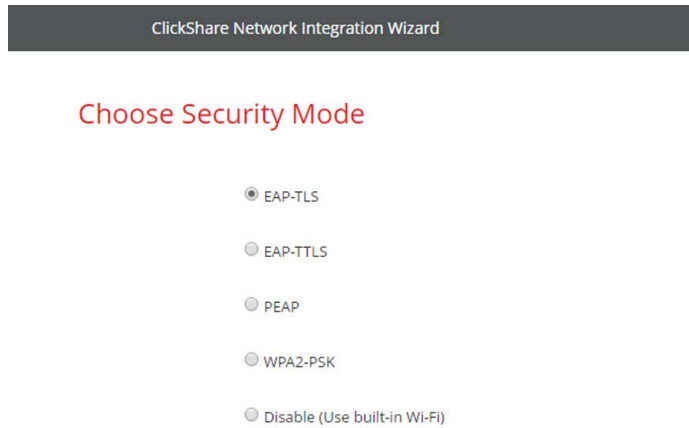 ClickShare Network Integration Wizard
Choose Security Mode
EAP-TLS
EAP-TTLS
PEAP
WPA2-PSK
Disable (Use built-in Wi-Fi)